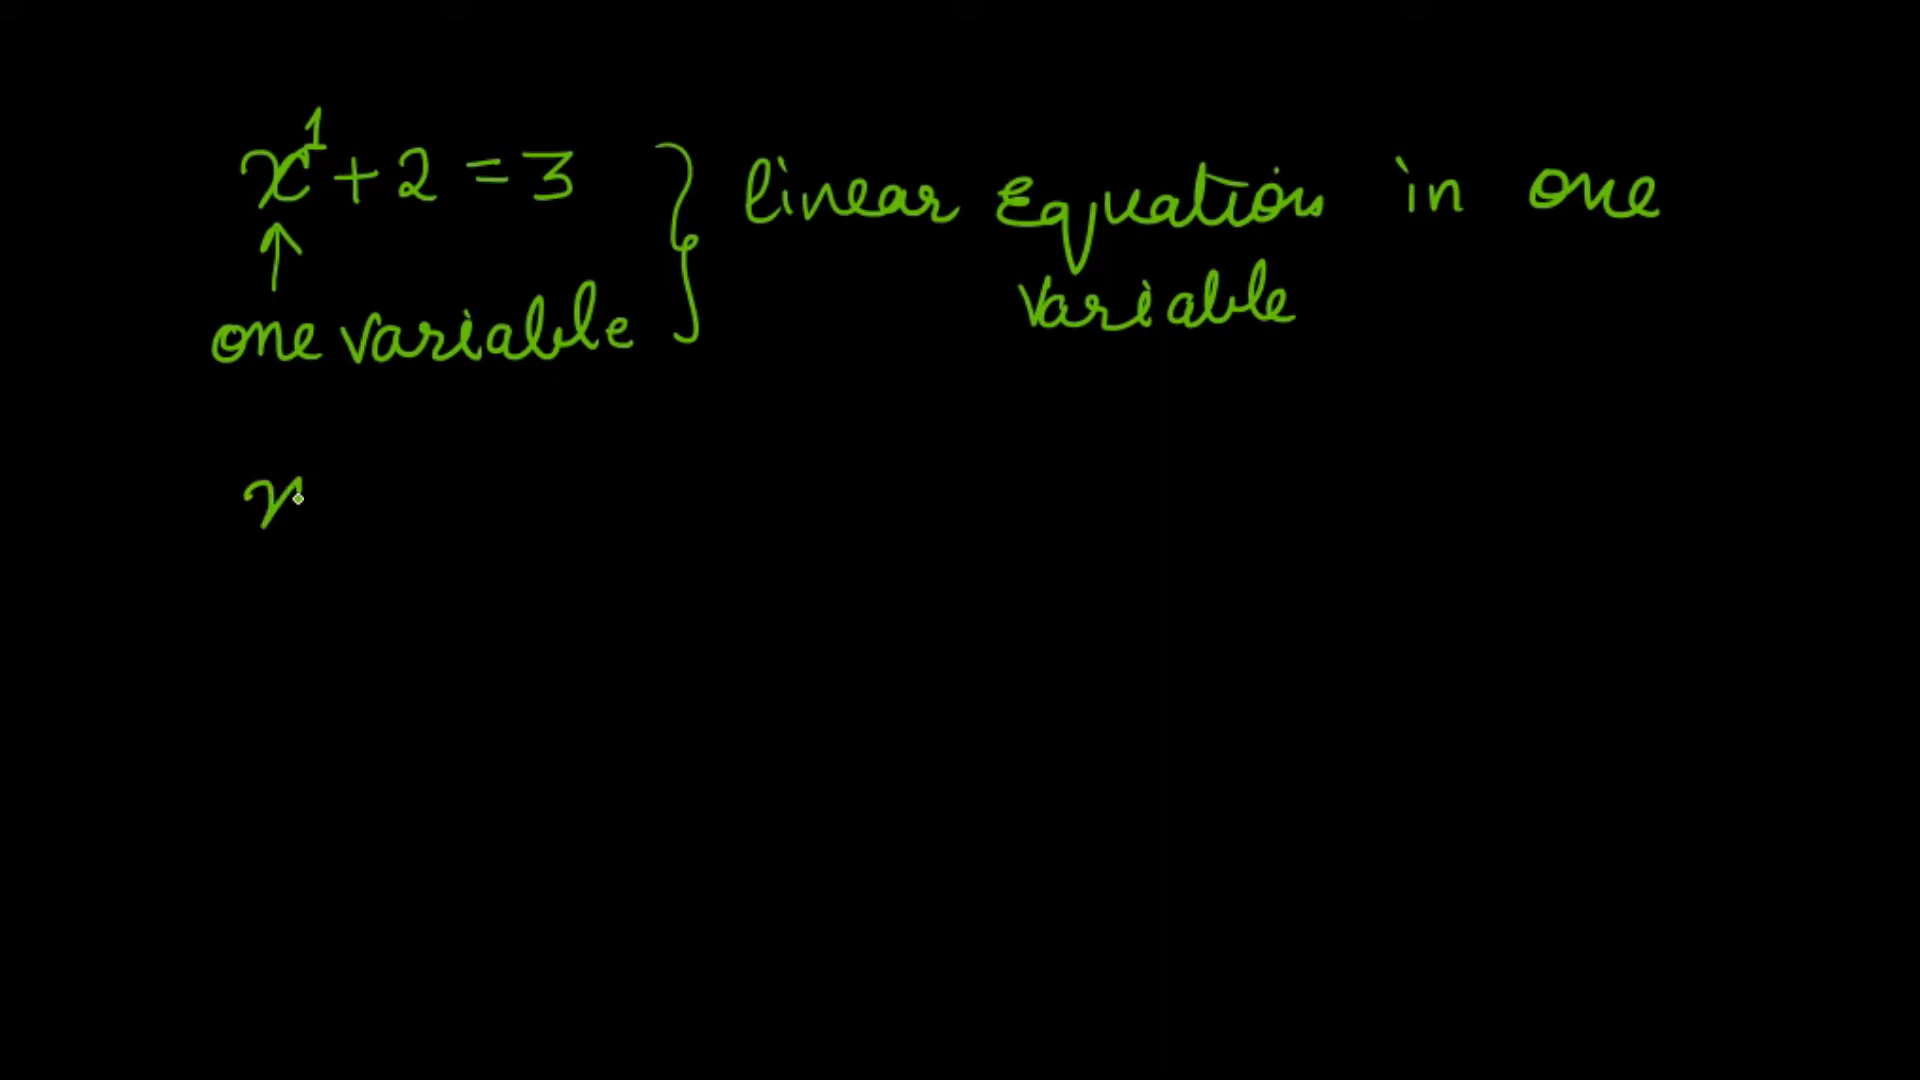 x¹ + 2 = 3 } linear Equation in one
variable
↑
one variable